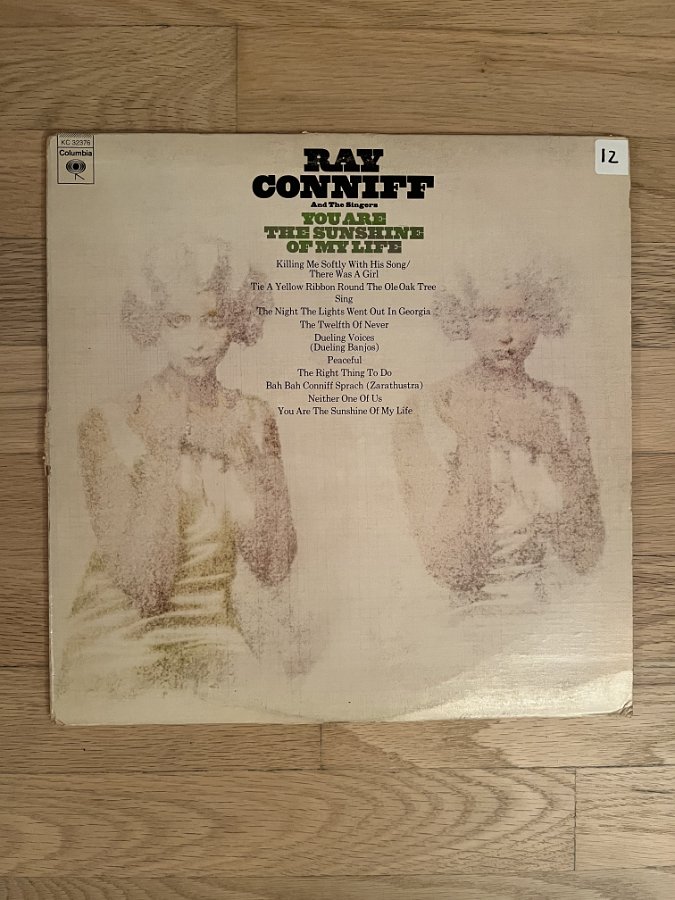 KC 32376
Columbia
12
RAY
CONNIFF
And The Singers
YOU ARE
THE SUNSHINE
OF MY LIFE
Killing Me Softly With His Song/
There Was A Girl
Tie A Yellow Ribbon Round The Ole Oak Tree
Sing
The Night The Lights Went Out In Georgia
The Twelfth Of Never
Dueling Voices
(Dueling Banjos)
Peaceful
The Right Thing To Do
Bah Bah Conniff Sprach (Zarathustra)
Neither One Of Us
You Are The Sunshine Of My Life